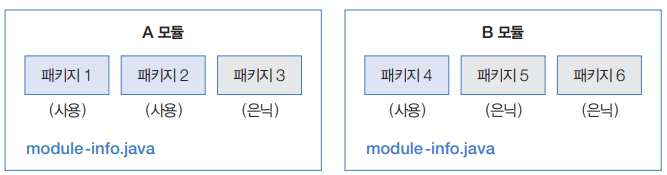 A 모듈
패키지 1 패키지 2 패키지 3
(사용) (사용) (은닉)
module-info.java
B 모듈
패키지 4 패키지 5 패키지 6
(사용) (은닉) (은닉)
module-info.java